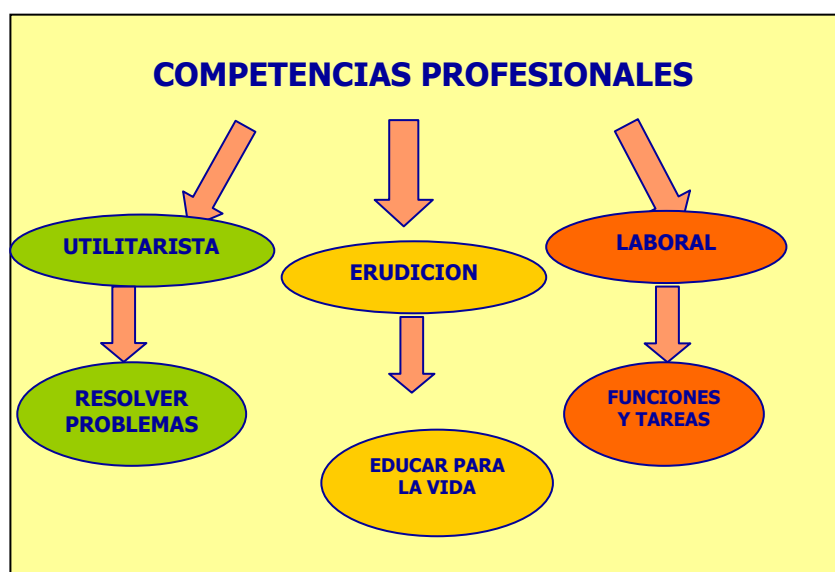 COMPETENCIAS PROFESIONALES
UTILITARISTA
ERUDICION
LABORAL
RESOLVER
PROBLEMAS
EDUCAR PARA
LA VIDA
FUNCIONES
Y TAREAS